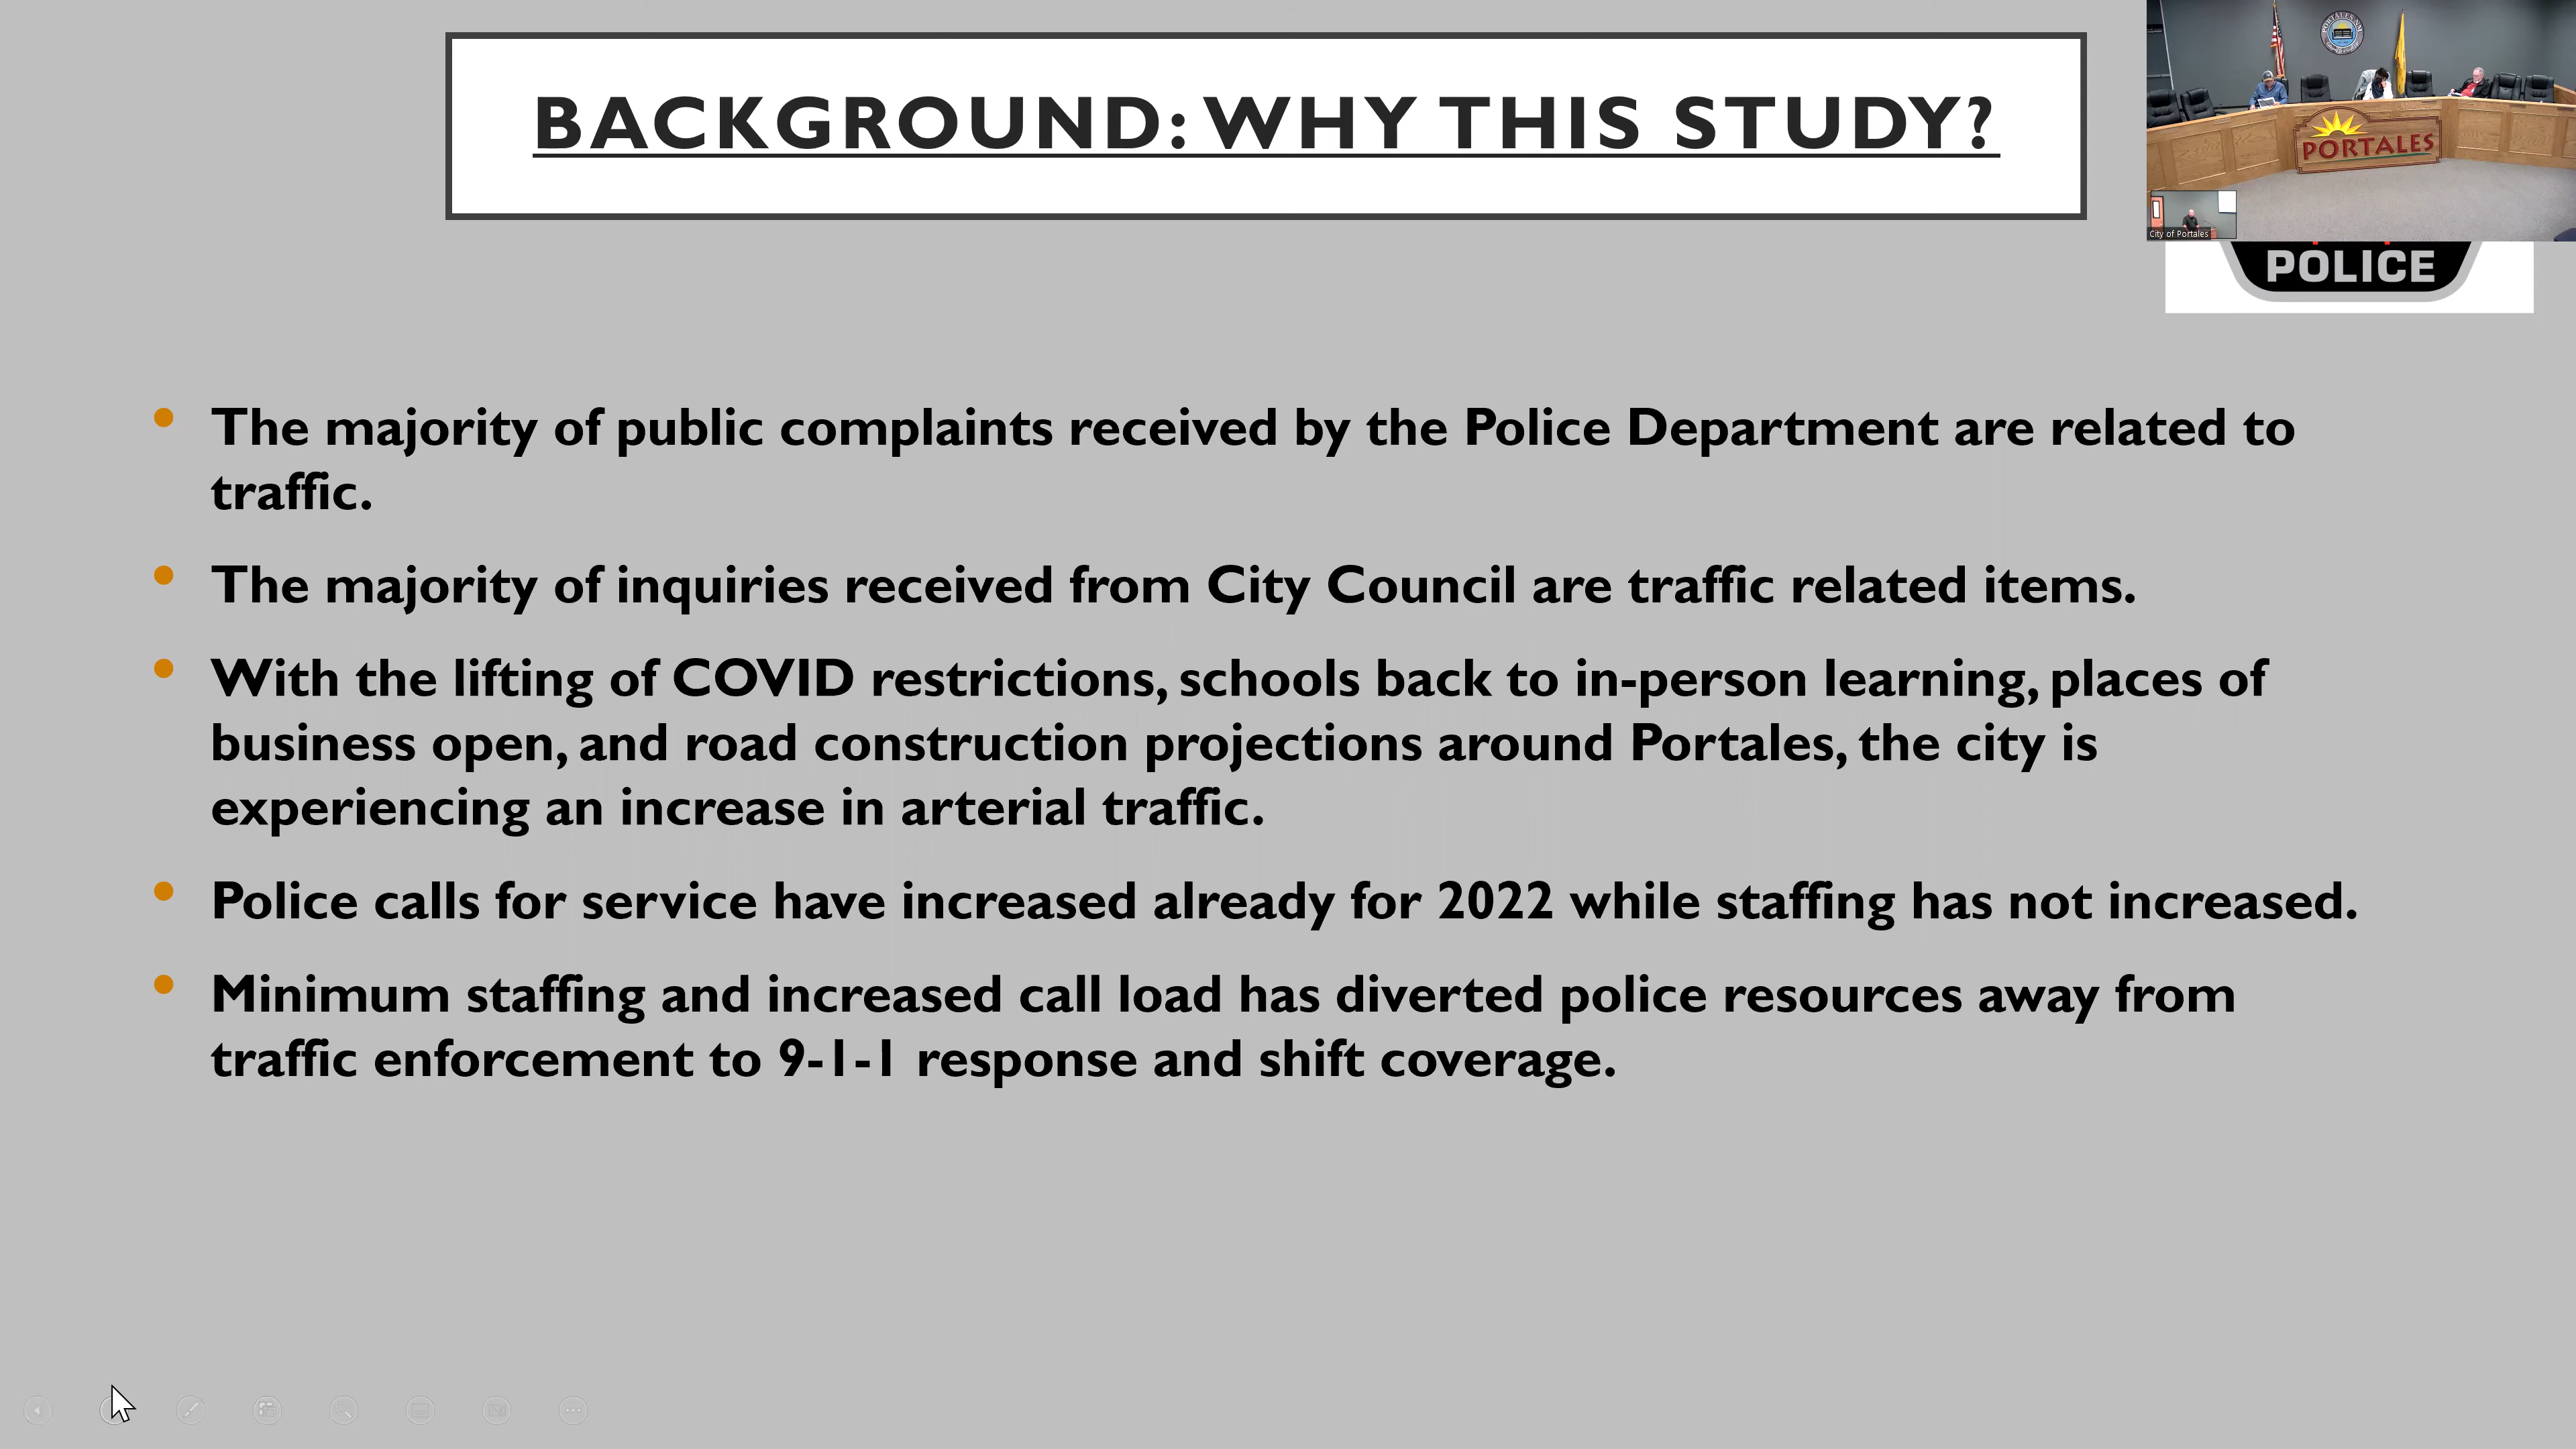 BACKGROUND: WHY THIS STUDY?
PORTALES
City of Portales
POLICE
• The majority of public complaints received by the Police Department are related to
traffic.
• The majority of inquiries received from City Council are traffic related items.
• With the lifting of COVID restrictions, schools back to in-person learning, places of
business open, and road construction projections around Portales, the city is
experiencing an increase in arterial traffic.
• Police calls for service have increased already for 2022 while staffing has not increased.
• Minimum staffing and increased call load has diverted police resources away from
traffic enforcement to 9-1-1 response and shift coverage.